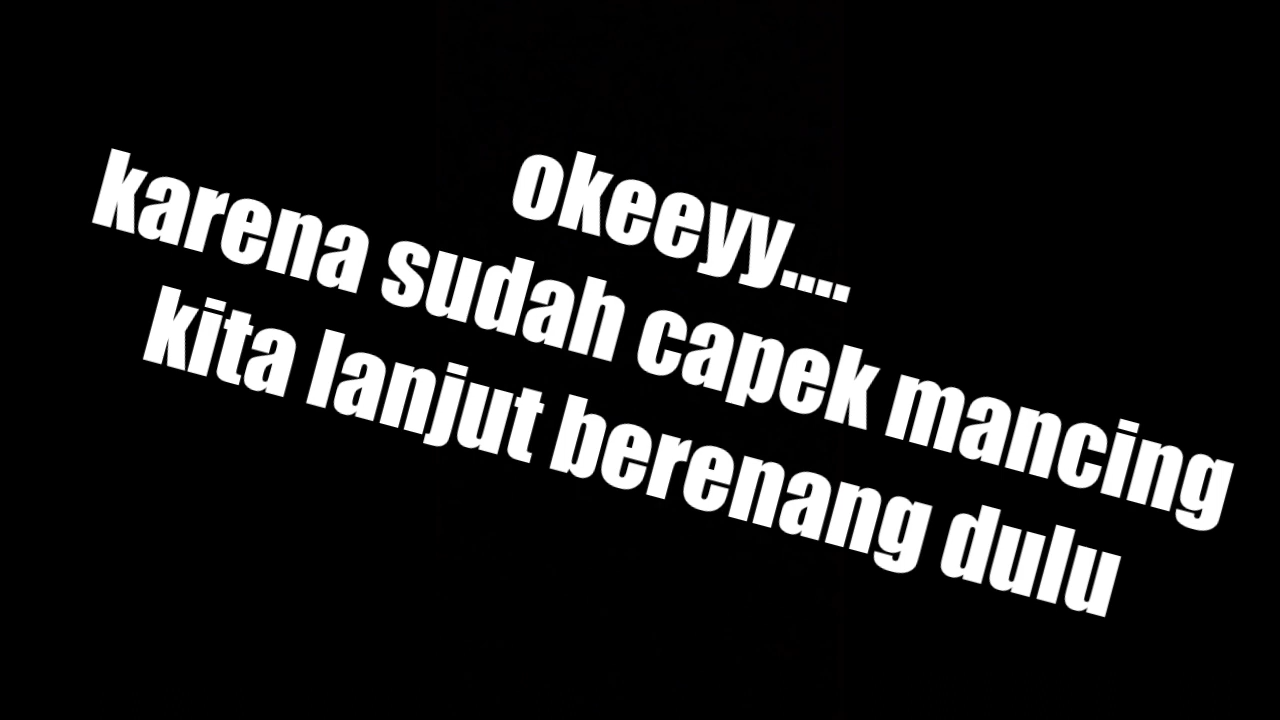 okeeyy....
karena sudah capek mancing
kita lanjut berenang dulu